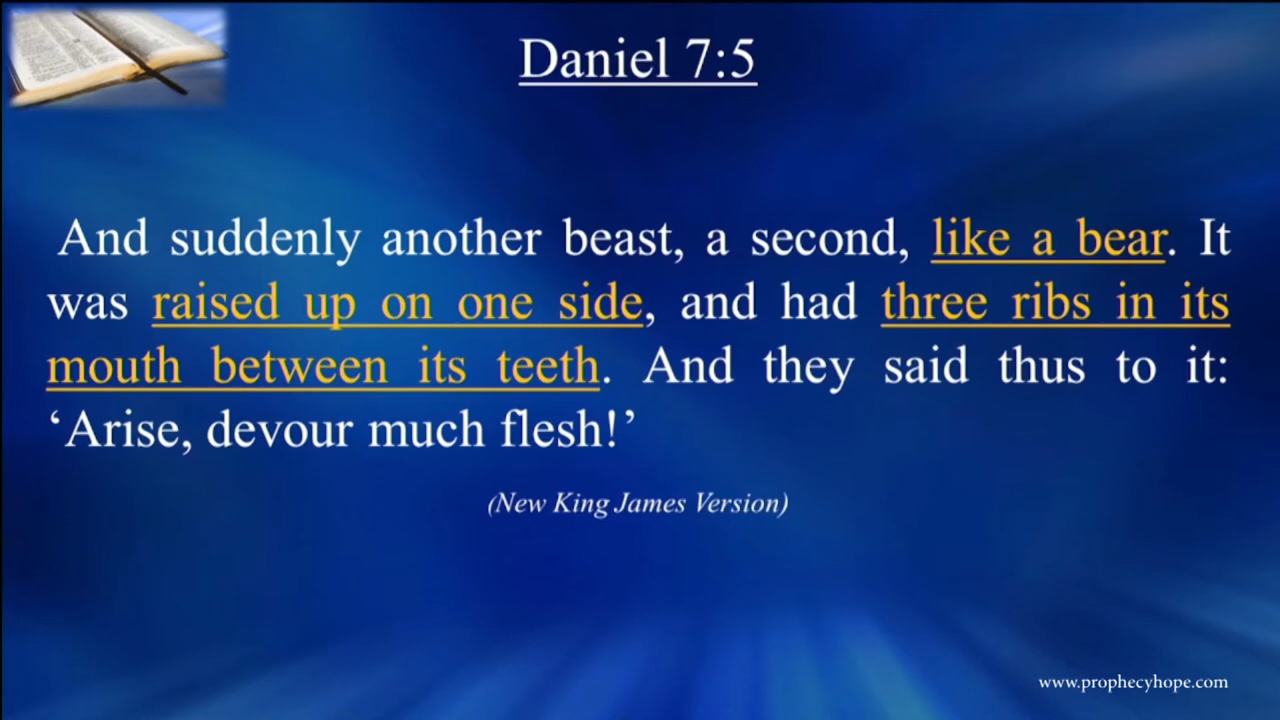 Daniel 7:5
And suddenly another beast, a second, like a bear. It
was raised up on one side, and had three ribs in its
mouth between its teeth. And they said thus to it:
‘Arise, devour much flesh!’
(New King James Version)
www.prophecyhope.com